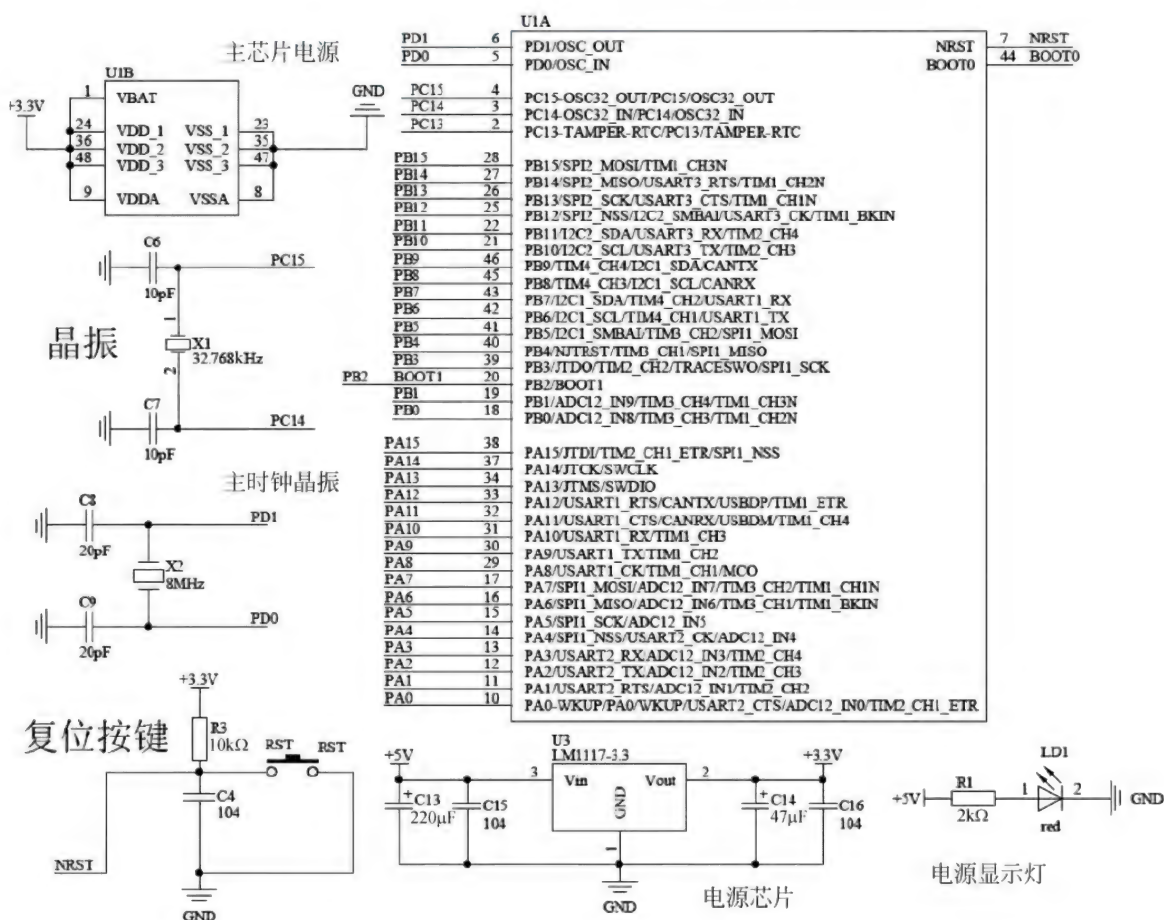 主芯片电源
U1B
+3.3V
1 VBAT
24 VDD_1 VSS_1 23
36 VDD_2 VSS_2 35
48 VDD_3 VSS_3 47
9 VDDA VSSA 8
GND
C6
10pF
PC15
晶振
1
X1
32.768kHz
2
C7
10pF
PC14
主时钟晶振
C8
20pF
PD1
X2
8MHz
C9
20pF
PD0
U1A
PD1 6 PD1/OSC_OUT
PD0 5 PD0/OSC_IN
NRST 7 NRST
BOOT0 44 BOOT0
PC15 4 PC15-OSC32_OUT/PC15/OSC32_OUT
PC14 3 PC14-OSC32_IN/PC14/OSC32_IN
PC13 2 PC13-TAMPER-RTC/PC13/TAMPER-RTC
PB15 28 PB15/SPI2_MOSI/TIM1_CH3N
PB14 27 PB14/SPI2_MISO/USART3_RTS/TIM1_CH2N
PB13 26 PB13/SPI2_SCK/USART3_CTS/TIM1_CH1N
PB12 25 PB12/SPI2_NSS/I2C2_SMBAI/USART3_CK/TIM1_BKIN
PB11 22 PB11/I2C2_SDA/USART3_RX/TIM2_CH4
PB10 21 PB10/I2C2_SCL/USART3_TX/TIM2_CH3
PB9 46 PB9/TIM4_CH4/I2C1_SDA/CANTX
PB8 45 PB8/TIM4_CH3/I2C1_SCL/CANRX
PB7 43 PB7/I2C1_SDA/TIM4_CH2/USART1_RX
PB6 42 PB6/I2C1_SCL/TIM4_CH1/USART1_TX
PB5 41 PB5/I2C1_SMBAI/TIM3_CH2/SPI1_MOSI
PB4 40 PB4/NJTRST/TIM3_CH1/SPI1_MISO
PB3 39 PB3/JTDO/TIM2_CH2/TRACESWO/SPI1_SCK
PB2 BOOT1 20 PB2/BOOT1
PB1 19 PB1/ADC12_IN9/TIM3_CH4/TIM1_CH3N
PB0 18 PB0/ADC12_IN8/TIM3_CH3/TIM1_CH2N
PA15 38 PA15/JTDI/TIM2_CH1_ETR/SPI1_NSS
PA14 37 PA14/JTCK/SWCLK
PA13 34 PA13/JTMS/SWDIO
PA12 33 PA12/USART1_RTS/CANTX/USBDP/TIM1_ETR
PA11 32 PA11/USART1_CTS/CANRX/USBDM/TIM1_CH4
PA10 31 PA10/USART1_RX/TIM1_CH3
PA9 30 PA9/USART1_TX/TIM1_CH2
PA8 29 PA8/USART1_CK/TIM1_CH1/MCO
PA7 17 PA7/SPI1_MOSI/ADC12_IN7/TIM3_CH2/TIM1_CH1N
PA6 16 PA6/SPI1_MISO/ADC12_IN6/TIM3_CH1/TIM1_BKIN
PA5 15 PA5/SPI1_SCK/ADC12_IN5
PA4 14 PA4/SPI1_NSS/USART2_CK/ADC12_IN4
PA3 13 PA3/USART2_RX/ADC12_IN3/TIM2_CH4
PA2 12 PA2/USART2_TX/ADC12_IN2/TIM2_CH3
PA1 11 PA1/USART2_RTS/ADC12_IN1/TIM2_CH2
PA0 10 PA0-WKUP/PA0/WKUP/USART2_CTS/ADC12_IN0/TIM2_CH1_ETR
复位按键
+3.3V
R3
10kΩ
RST RST
C4
104
NRST
GND
U3
LM1117-3.3
+5V
3 Vin Vout 2
GND
1
+3.3V
+ C13
220μF
C15
104
+ C14
47μF
C16
104
GND
电源芯片
LD1
+5V
R1
2kΩ
1 2
red
GND
电源显示灯